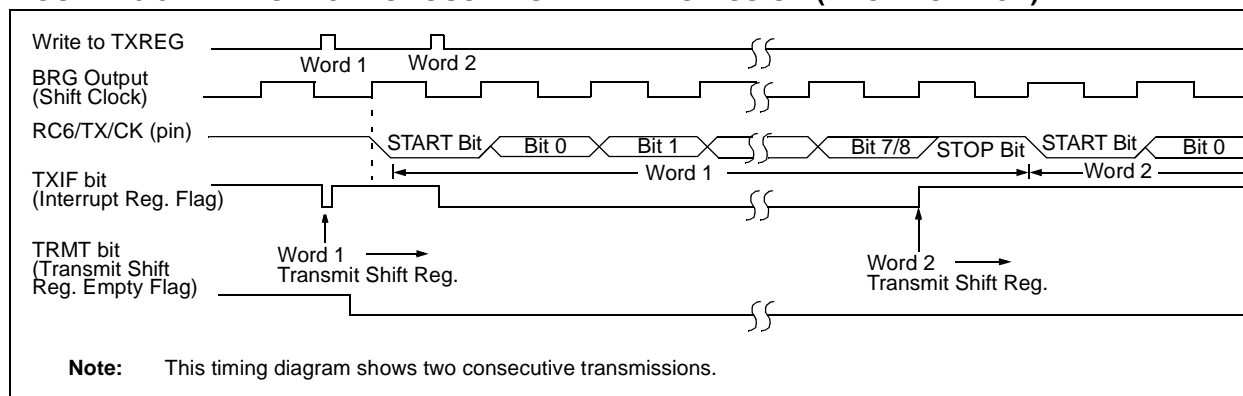 Write to TXREG
Word 1
Word 2
BRG Output
(Shift Clock)
RC6/TX/CK (pin)
START Bit
Bit 0
Bit 1
Bit 7/8
STOP Bit
START Bit
Bit 0
Word 1
Word 2
TXIF bit
(Interrupt Reg. Flag)
TRMT bit
(Transmit Shift
Reg. Empty Flag)
Word 1
Transmit Shift Reg.
Word 2
Transmit Shift Reg.
Note: This timing diagram shows two consecutive transmissions.